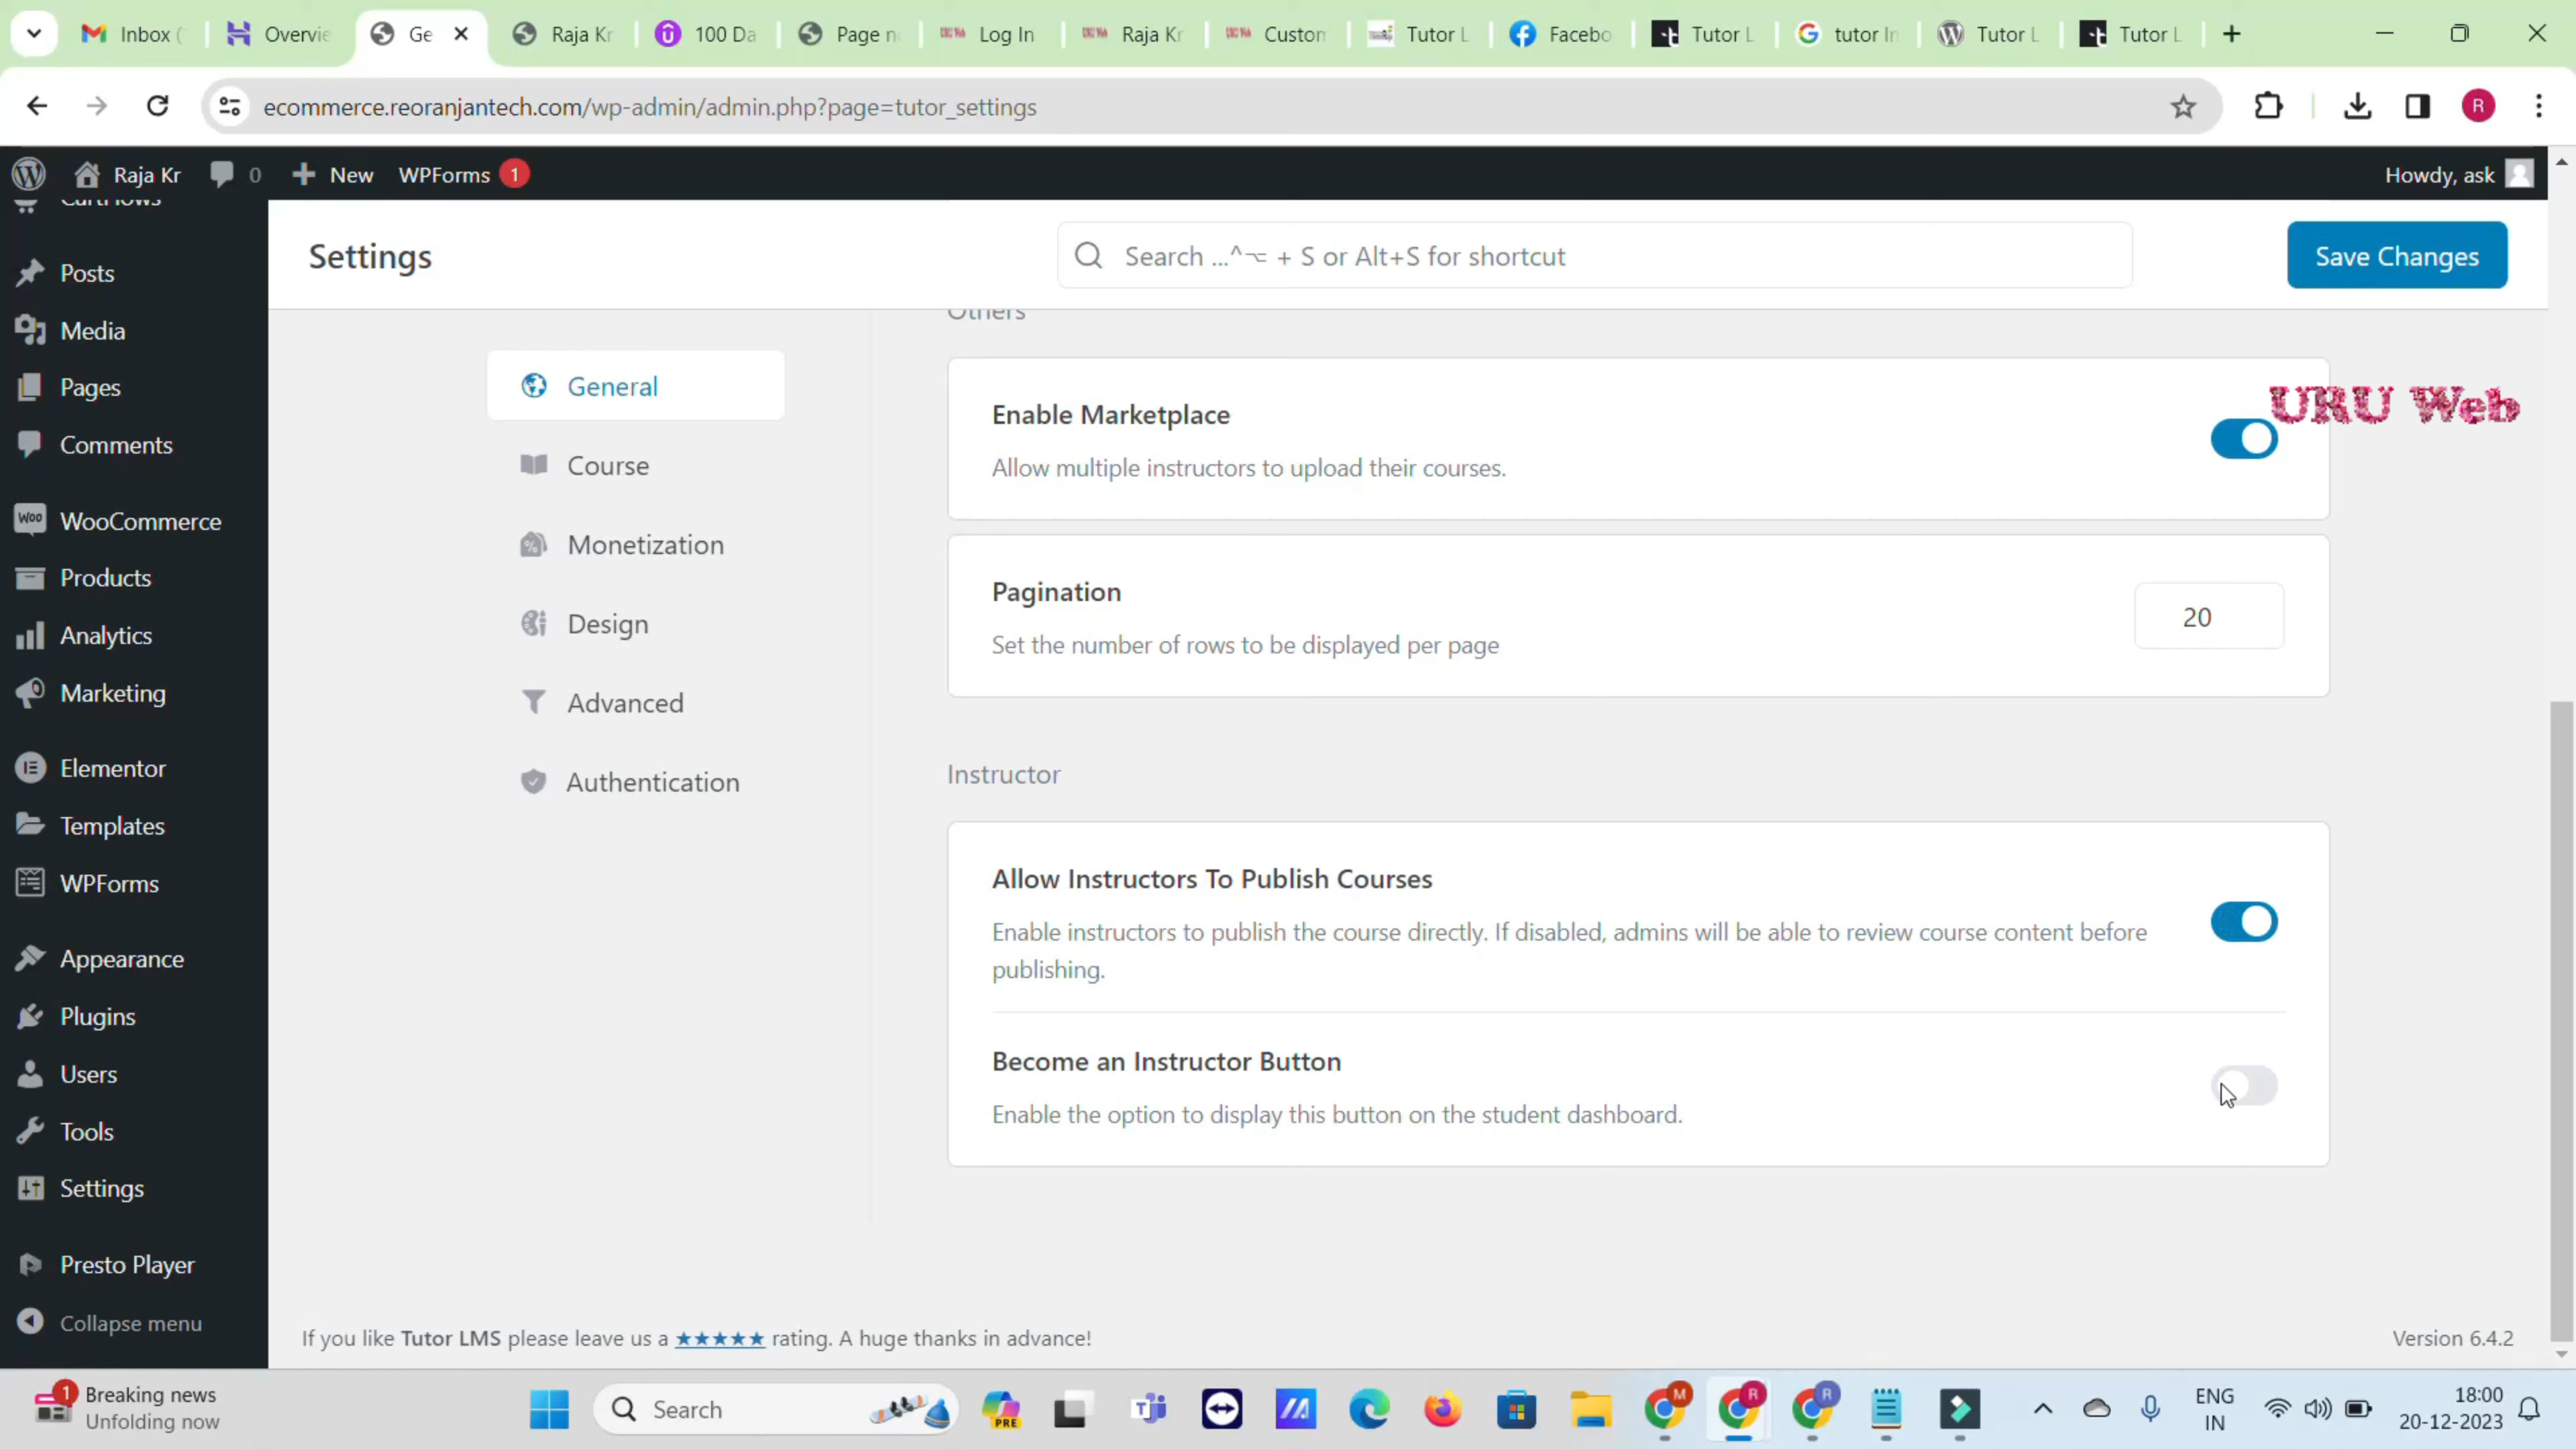 Inbox (
Overvie
Ge
Raja Kr
100 Da
Page n
Log In
Raja Kr
Custom
Tutor L
Facebo
Tutor L
tutor In
Tutor L
Tutor L
ecommerce.reoranjantech.com/wp-admin/admin.php?page=tutor_settings
R
Raja Kr
0
New
WPForms 1
Howdy, ask
CartFlows
Posts
Media
Pages
Comments
WooCommerce
Products
Analytics
Marketing
Elementor
Templates
WPForms
Appearance
Plugins
Users
Tools
Settings
Presto Player
Collapse menu
Settings
Search ...^⌥ + S or Alt+S for shortcut
Save Changes
General
Course
Monetization
Design
Advanced
Authentication
Others
Enable Marketplace
Allow multiple instructors to upload their courses.
URU Web
Pagination
Set the number of rows to be displayed per page
20
Instructor
Allow Instructors To Publish Courses
Enable instructors to publish the course directly. If disabled, admins will be able to review course content before
publishing.
Become an Instructor Button
Enable the option to display this button on the student dashboard.
If you like Tutor LMS please leave us a ★★★★★ rating. A huge thanks in advance!
Version 6.4.2
1
Breaking news
Unfolding now
Search
PRE
M
R
R
ENG
IN
18:00
20-12-2023